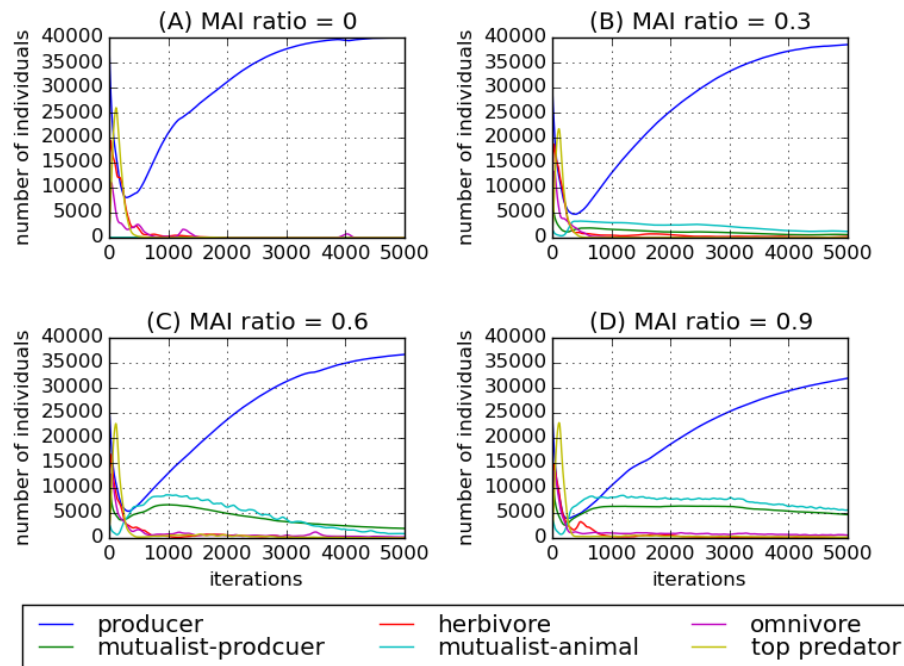 (A) MAI ratio = 0
number of individuals
40000
35000
30000
25000
20000
15000
10000
5000
0
0 1000 2000 3000 4000 5000
(B) MAI ratio = 0.3
number of individuals
40000
35000
30000
25000
20000
15000
10000
5000
0
0 1000 2000 3000 4000 5000
(C) MAI ratio = 0.6
number of individuals
40000
35000
30000
25000
20000
15000
10000
5000
0
0 1000 2000 3000 4000 5000
iterations
(D) MAI ratio = 0.9
number of individuals
40000
35000
30000
25000
20000
15000
10000
5000
0
0 1000 2000 3000 4000 5000
iterations
producer herbivore omnivore
mutualist-prodcuer mutualist-animal top predator